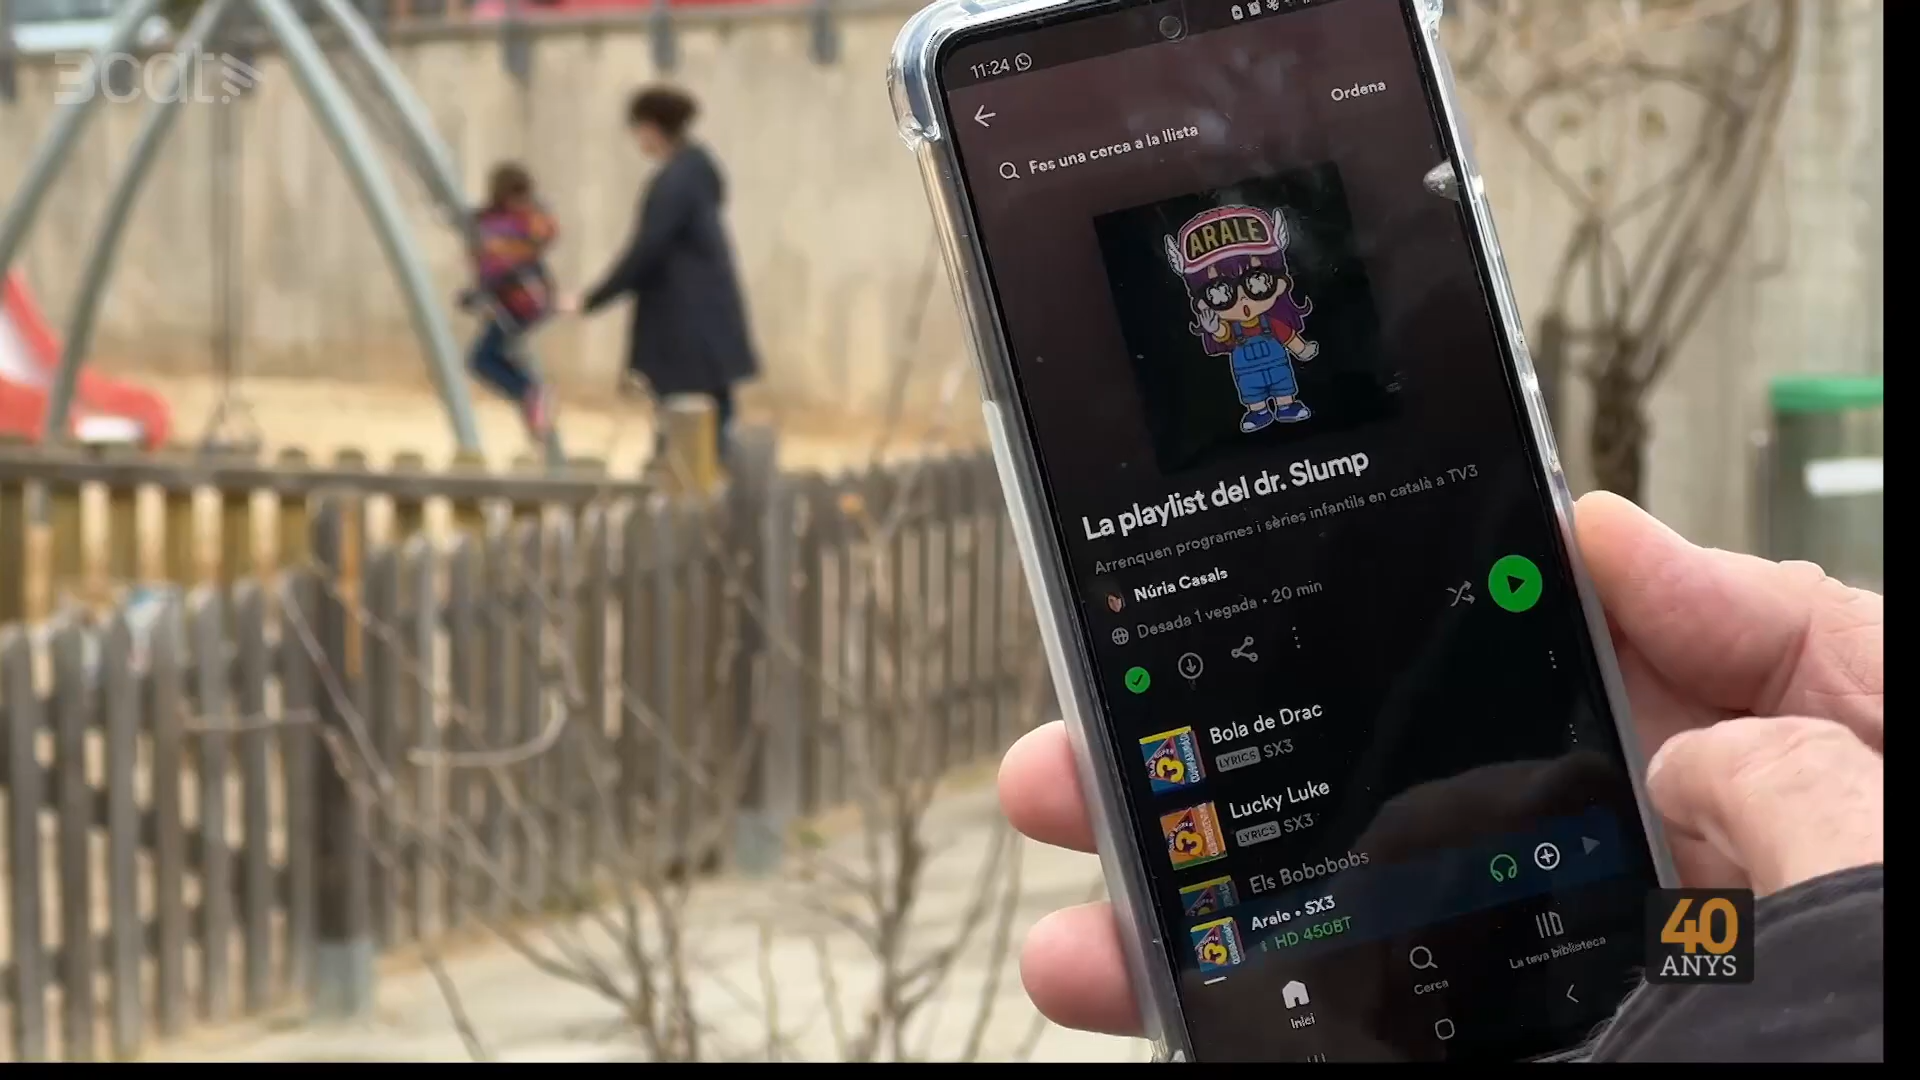 3cat
11:24
Ordena
Fes una cerca a la llista
ARALE
La playlist del dr. Slump
Arrenquen programes i sèries infantils en català a TV3
Núria Casals
Desada 1 vegada • 20 min
Bola de Drac
LYRICS SX3
Lucky Luke
LYRICS SX3
Els Bobobobs
Arale • SX3
HD 450BT
Inici
Cerca
La teva biblioteca
40
ANYS